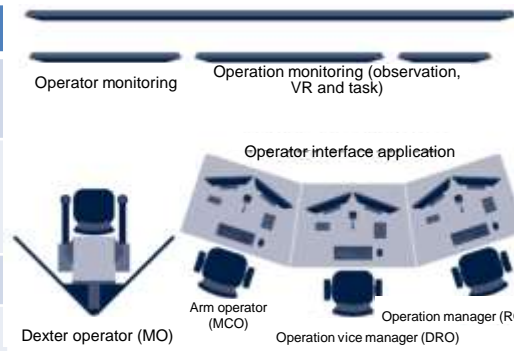 Operator monitoring
Operation monitoring (observation,
VR and task)
Operator interface application
Arm operator
(MCO)
Operation manager (RO
Dexter operator (MO)
Operation vice manager (DRO)